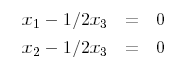 x₁ − 1/2x₃ = 0
x₂ − 1/2x₃ = 0